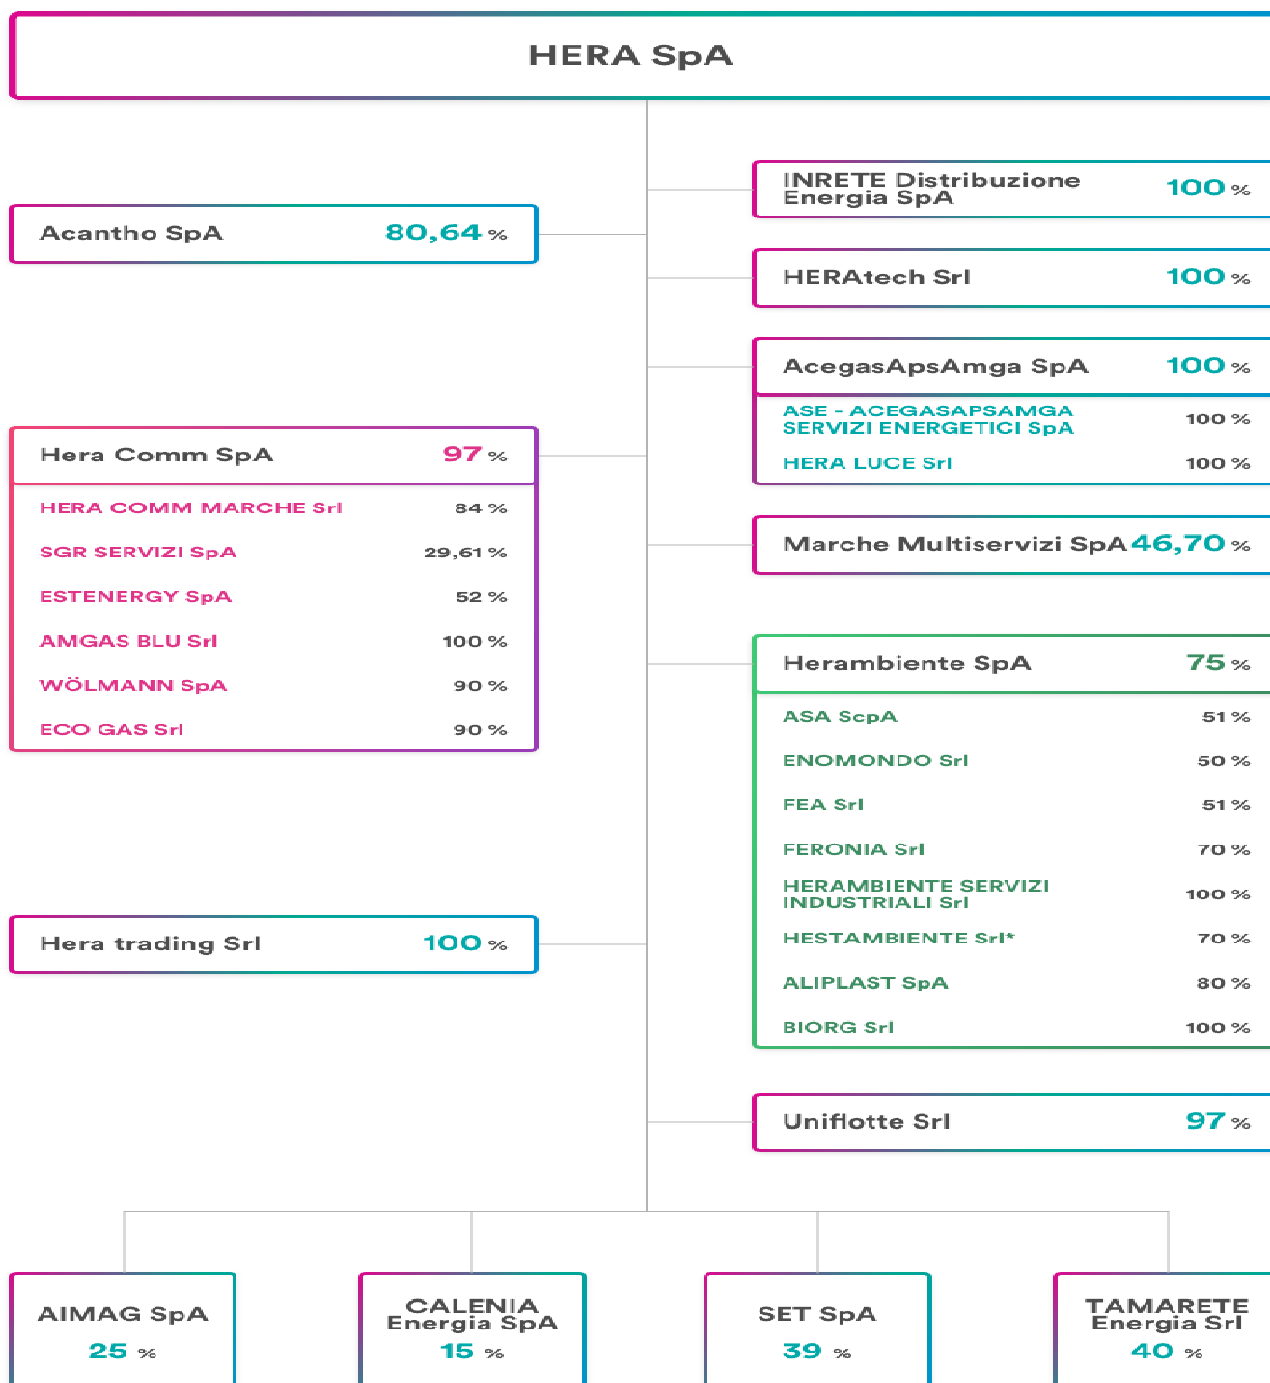 HERA SpA
Acantho SpA 80,64 %
Hera Comm SpA 97 %
HERA COMM MARCHE Srl 84 %
SGR SERVIZI SpA 29,61 %
ESTENERGY SpA 52 %
AMGAS BLU Srl 100 %
WÖLMANN SpA 90 %
ECO GAS Srl 90 %
Hera trading Srl 100 %
INRETE Distribuzione
Energia SpA 100 %
HERAtech Srl 100 %
AcegasApsAmga SpA 100 %
ASE - ACEGASAPSAMGA
SERVIZI ENERGETICI SpA 100 %
HERA LUCE Srl 100 %
Marche Multiservizi SpA 46,70 %
Herambiente SpA 75 %
ASA ScpA 51 %
ENOMONDO Srl 50 %
FEA Srl 51 %
FERONIA Srl 70 %
HERAMBIENTE SERVIZI
INDUSTRIALI Srl 100 %
HESTAMBIENTE Srl* 70 %
ALIPLAST SpA 80 %
BIORG Srl 100 %
Uniflotte Srl 97 %
AIMAG SpA
25 %
CALENIA
Energia SpA
15 %
SET SpA
39 %
TAMARETE
Energia Srl
40 %